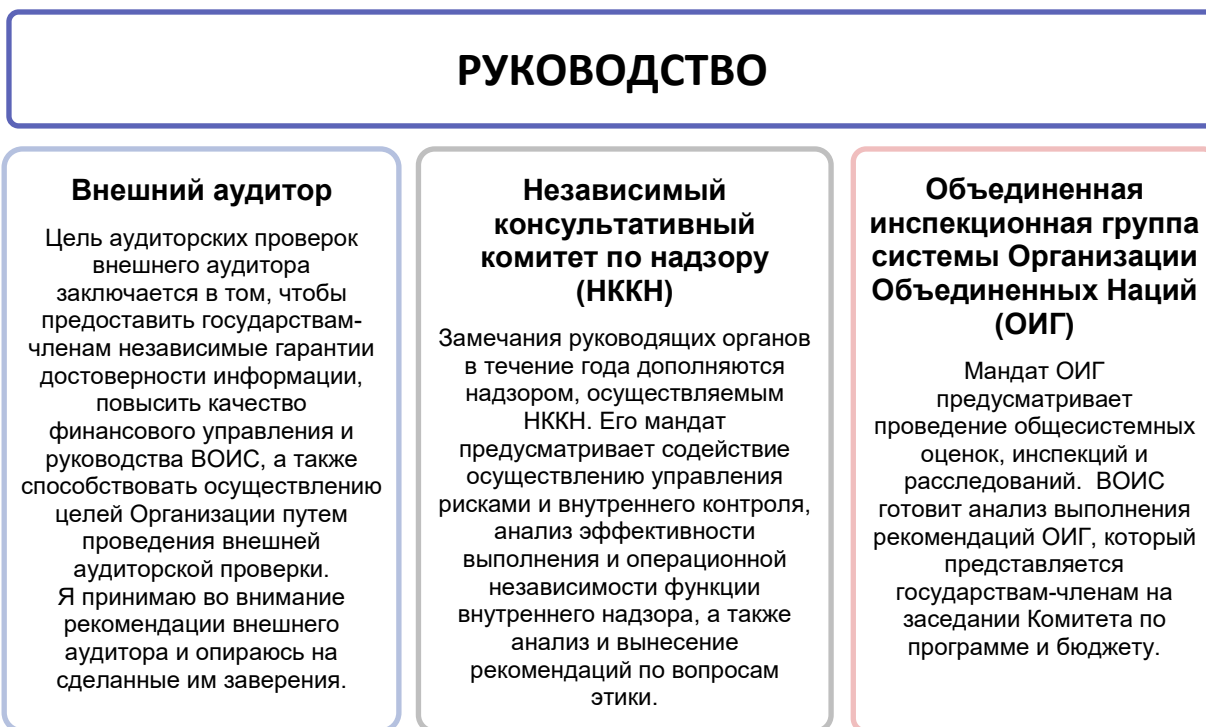 РУКОВОДСТВО
Внешний аудитор
Цель аудиторских проверок
внешнего аудитора
заключается в том, чтобы
предоставить государствам-
членам независимые гарантии
достоверности информации,
повысить качество
финансового управления и
руководства ВОИС, а также
способствовать осуществлению
целей Организации путем
проведения внешней
аудиторской проверки.
Я принимаю во внимание
рекомендации внешнего
аудитора и опираюсь на
сделанные им заверения.
Независимый
консультативный
комитет по надзору
(НККН)
Замечания руководящих органов
в течение года дополняются
надзором, осуществляемым
НККН. Его мандат
предусматривает содействие
осуществлению управления
рисками и внутреннего контроля,
анализ эффективности
выполнения и операционной
независимости функции
внутреннего надзора, а также
анализ и вынесение
рекомендаций по вопросам
этики.
Объединенная
инспекционная группа
системы Организации
Объединенных Наций
(ОИГ)
Мандат ОИГ
предусматривает
проведение общесистемных
оценок, инспекций и
расследований.  ВОИС
готовит анализ выполнения
рекомендаций ОИГ, который
представляется
государствам-членам на
заседании Комитета по
программе и бюджету.